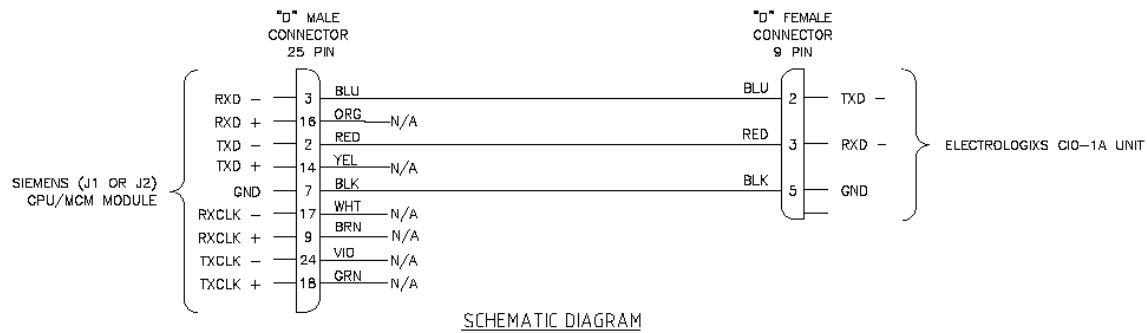 "D" MALE
CONNECTOR
25 PIN
"D" FEMALE
CONNECTOR
9 PIN
RXD - 3 BLU BLU 2 TXD -
RXD + 16 ORG N/A
TXD - 2 RED RED 3 RXD -
TXD + 14 YEL N/A
GND 7 BLK BLK 5 GND
RXCLK - 17 WHT N/A
RXCLK + 9 BRN N/A
TXCLK - 24 VIO N/A
TXCLK + 18 GRN N/A
SIEMENS (J1 OR J2)
CPU/MCM MODULE
ELECTROLOGIXS CIO-1A UNIT
SCHEMATIC DIAGRAM